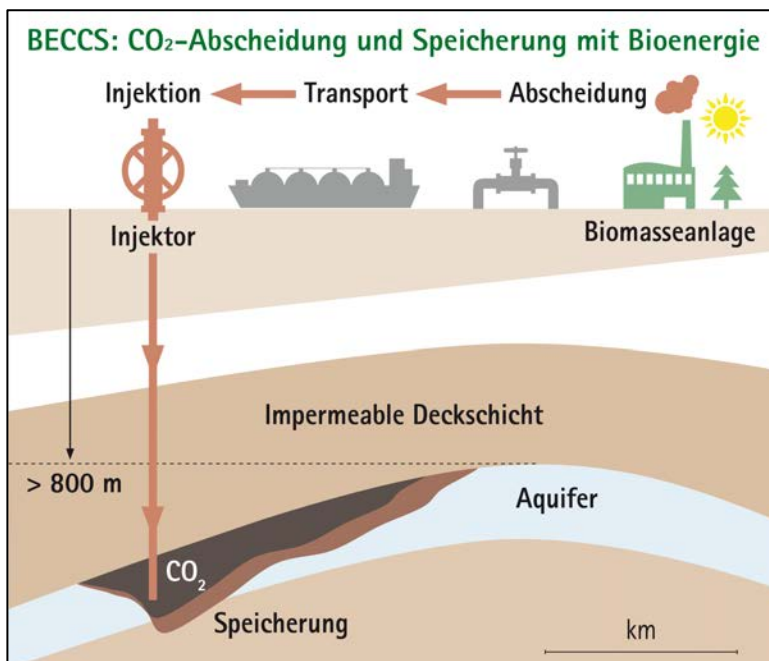 BECCS: CO₂-Abscheidung und Speicherung mit Bioenergie
Injektion Transport Abscheidung
Injektor
Biomasseanlage
Impermeable Deckschicht
> 800 m
Aquifer
CO₂
Speicherung
km